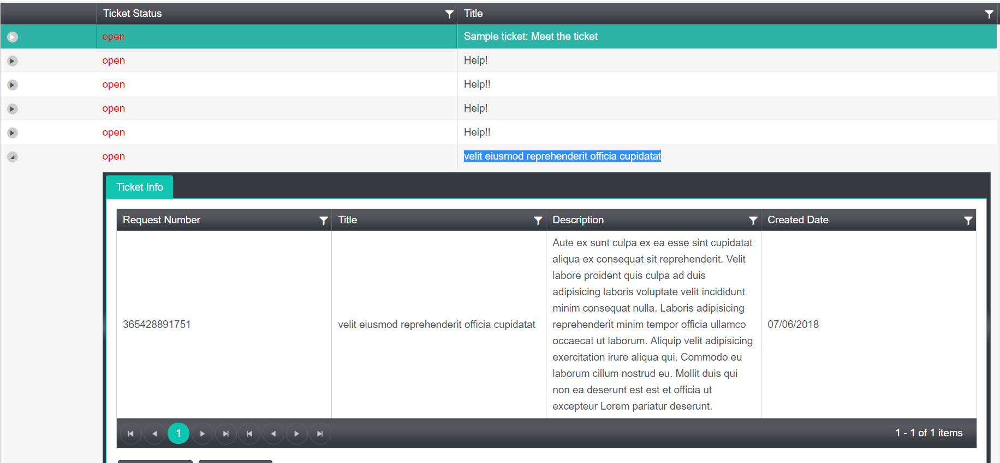 Ticket Status Title
open Sample ticket: Meet the ticket
open Help!
open Help!!
open Help!
open Help!!
open velit eiusmod reprehenderit officia cupidatat
Ticket Info
Request Number Title Description Created Date
365428891751 velit eiusmod reprehenderit officia cupidatat
Aute ex sunt culpa ex ea esse sint cupidatat
aliqua ex consequat sit reprehenderit. Velit
labore proident quis culpa ad duis
adipisicing laboris voluptate velit incididunt
minim consequat nulla. Laboris adipisicing
reprehenderit minim tempor officia ullamco
occaecat ut laborum. Aliquip velit adipisicing
exercitation irure aliqua qui. Commodo eu
laborum cillum nostrud eu. Mollit duis qui
non ea deserunt est est et officia ut
excepteur Lorem pariatur deserunt.
07/06/2018
1
1 - 1 of 1 items